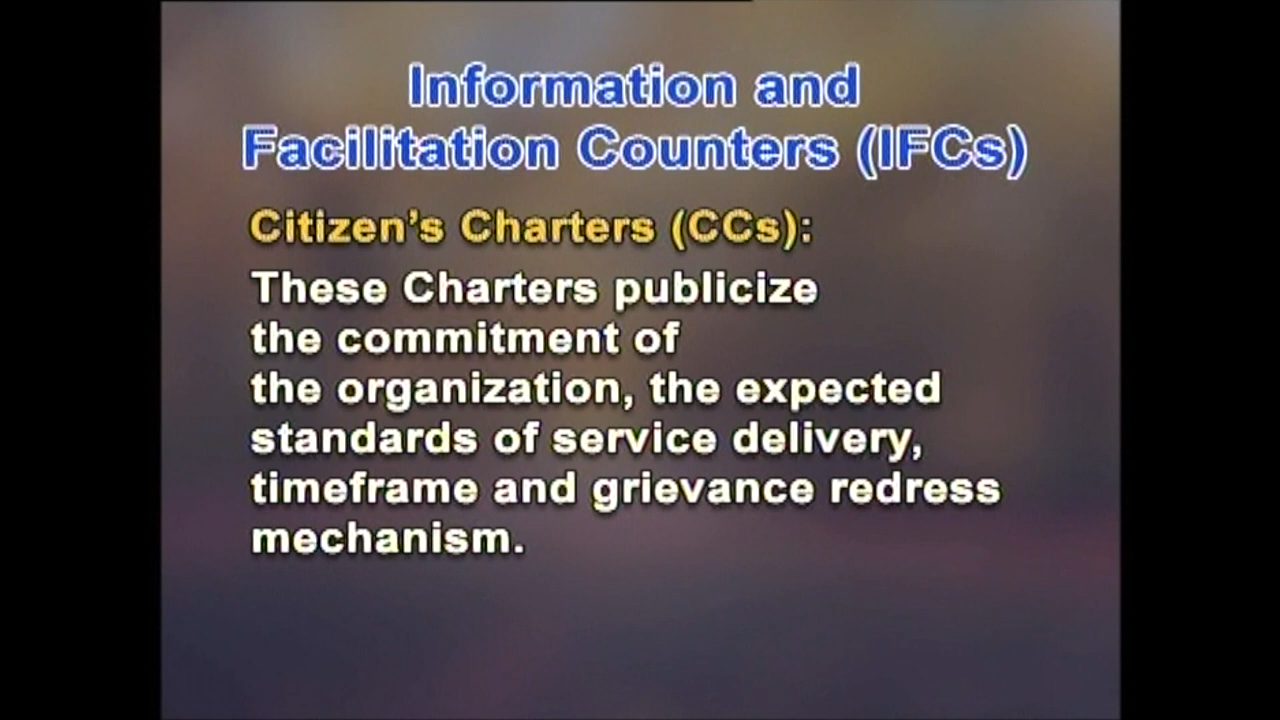 Information and
Facilitation Counters (IFCs)
Citizen's Charters (CCs):
These Charters publicize
the commitment of
the organization, the expected
standards of service delivery,
timeframe and grievance redress
mechanism.